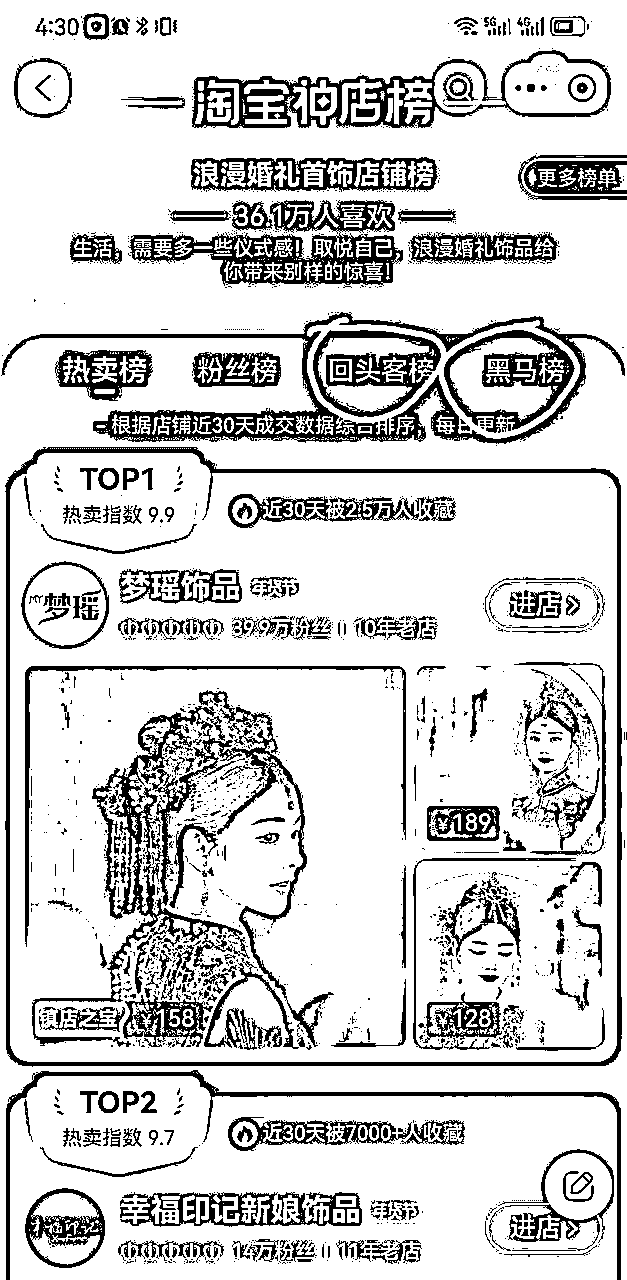 4:30
淘宝神店榜
浪漫婚礼首饰店铺榜
更多榜单
36.1万人喜欢
生活，需要多一些仪式感！取悦自己，浪漫婚礼饰品给
你带来别样的惊喜！
热卖榜 粉丝榜 回头客榜 黑马榜
根据店铺近30天成交数据综合排序，每日更新
TOP1
热卖指数 9.9
近30天被2.5万人收藏
梦瑶饰品 年货节
39.9万粉丝 10年老店
进店
MY梦瑶
¥189
镇店之宝 ¥158
¥128
TOP2
热卖指数 9.7
近30天被7000+人收藏
幸福印记新娘饰品 年货节
14万粉丝 11年老店
进店